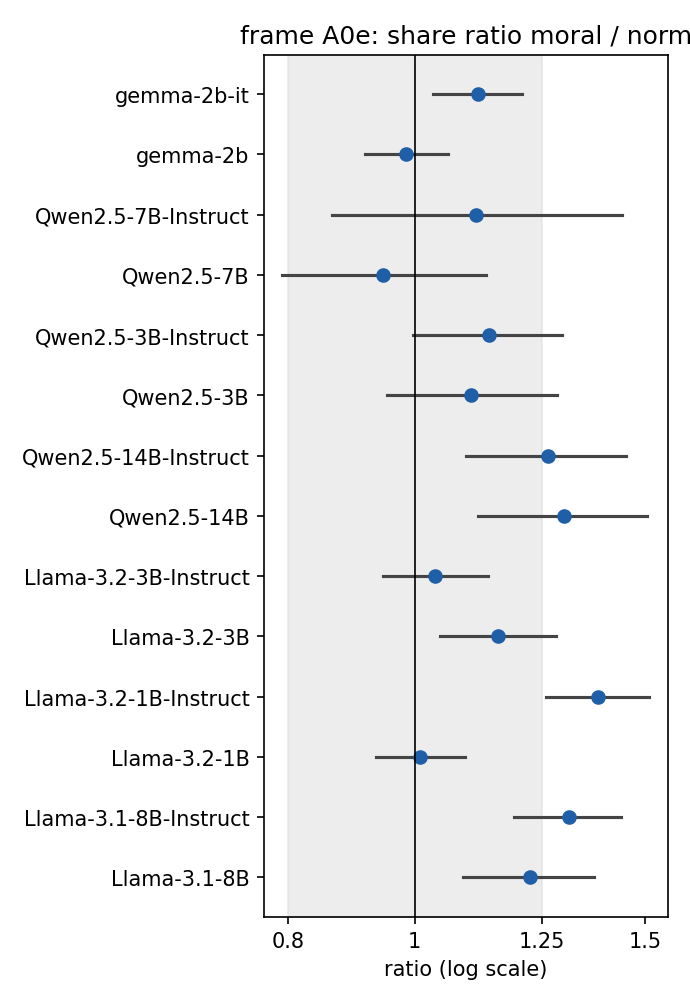 frame A0e: share ratio moral / norm
gemma-2b-it
gemma-2b
Qwen2.5-7B-Instruct
Qwen2.5-7B
Qwen2.5-3B-Instruct
Qwen2.5-3B
Qwen2.5-14B-Instruct
Qwen2.5-14B
Llama-3.2-3B-Instruct
Llama-3.2-3B
Llama-3.2-1B-Instruct
Llama-3.2-1B
Llama-3.1-8B-Instruct
Llama-3.1-8B
0.8 1 1.25 1.5
ratio (log scale)